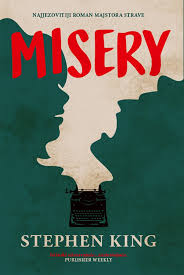 NAJJEZOVITIJI ROMAN MAJSTORA STRAVE
MISERY
STEPHEN KING
PUBLISHER WEEKLY